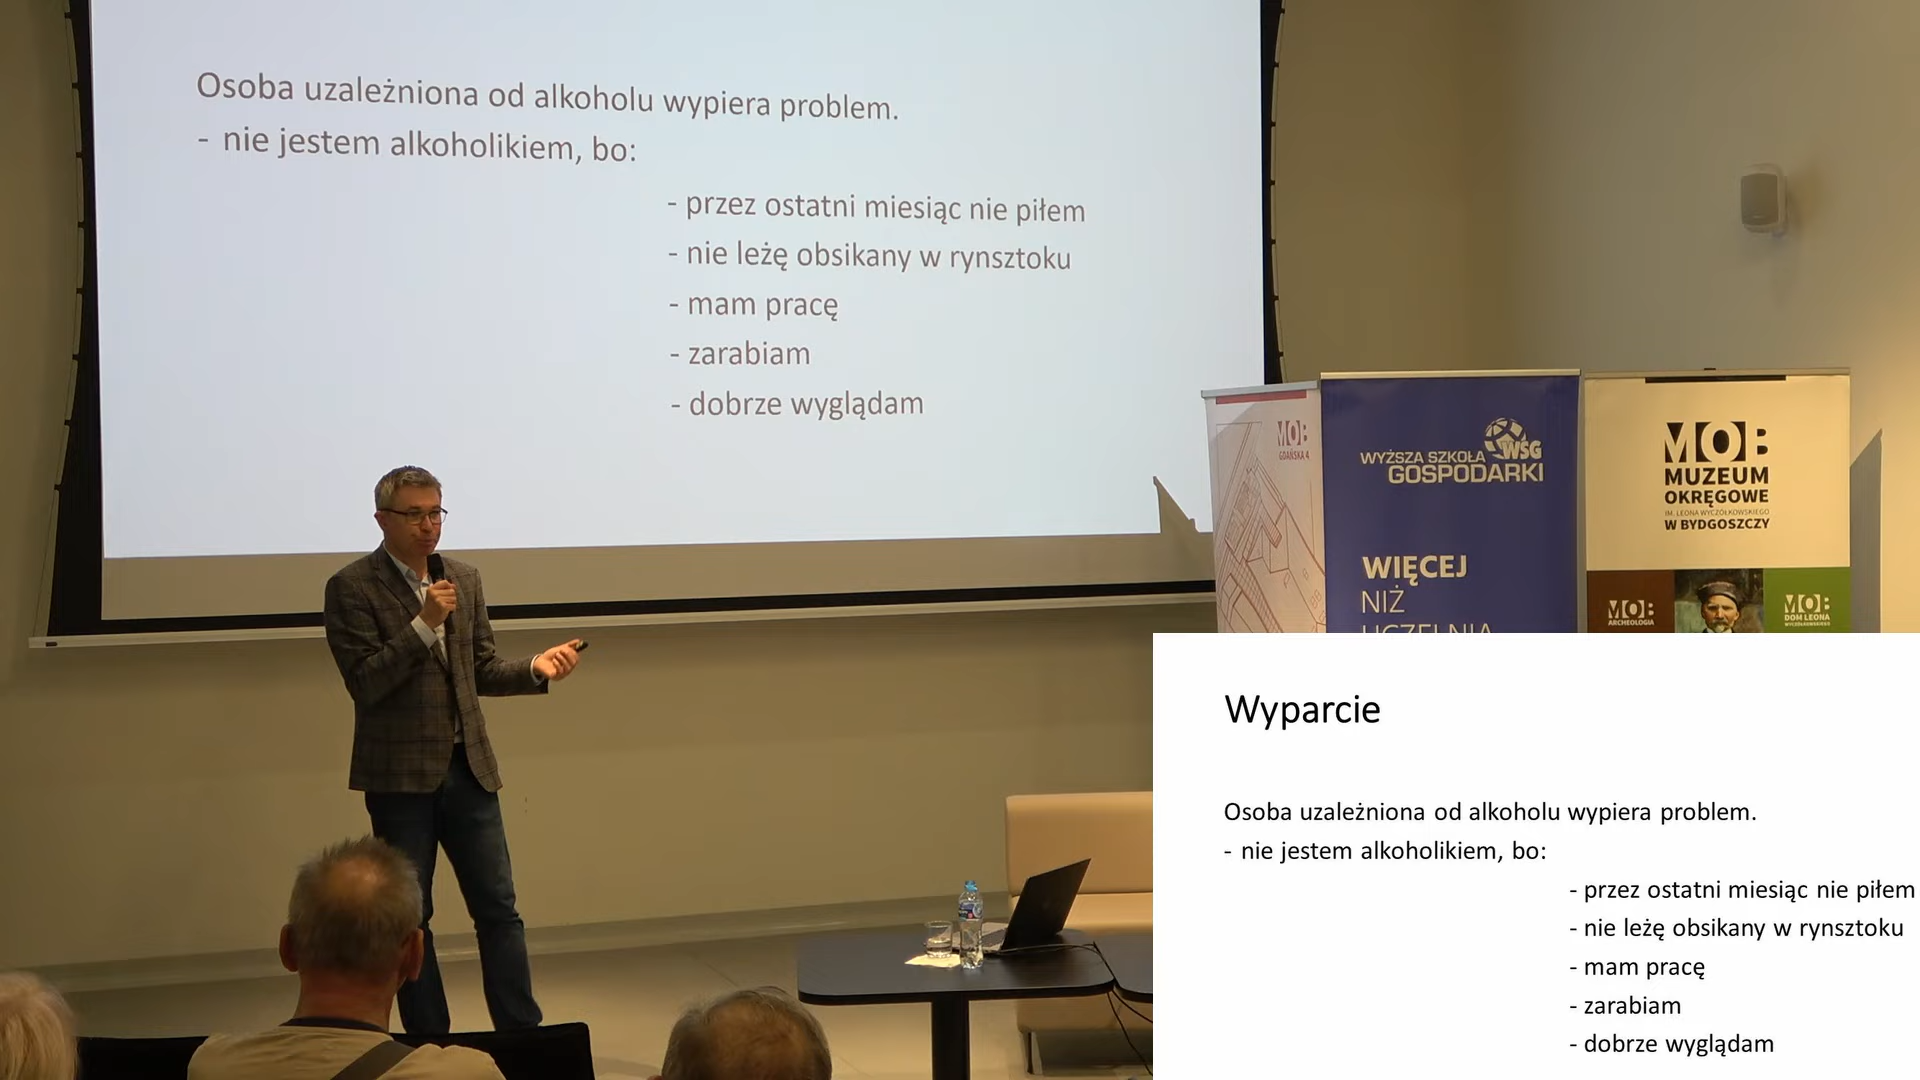 Osoba uzależniona od alkoholu wypiera problem.
- nie jestem alkoholikiem, bo:
- przez ostatni miesiąc nie piłem
- nie leżę obsikany w rynsztoku
- mam pracę
- zarabiam
- dobrze wyglądam
MOB
GDAŃSKA 4
WYŻSZA SZKOŁA WSG
GOSPODARKI
WIĘCEJ
NIŻ
UCZELNIA
MOB
MUZEUM
OKRĘGOWE
IM. LEONA WYCZÓŁKOWSKIEGO
W BYDGOSZCZY
MOB
ARCHEOLOGIA
MOB
DOM LEONA
WYCZÓŁKOWSKIEGO
Wyparcie
Osoba uzależniona od alkoholu wypiera problem.
- nie jestem alkoholikiem, bo:
- przez ostatni miesiąc nie piłem
- nie leżę obsikany w rynsztoku
- mam pracę
- zarabiam
- dobrze wyglądam